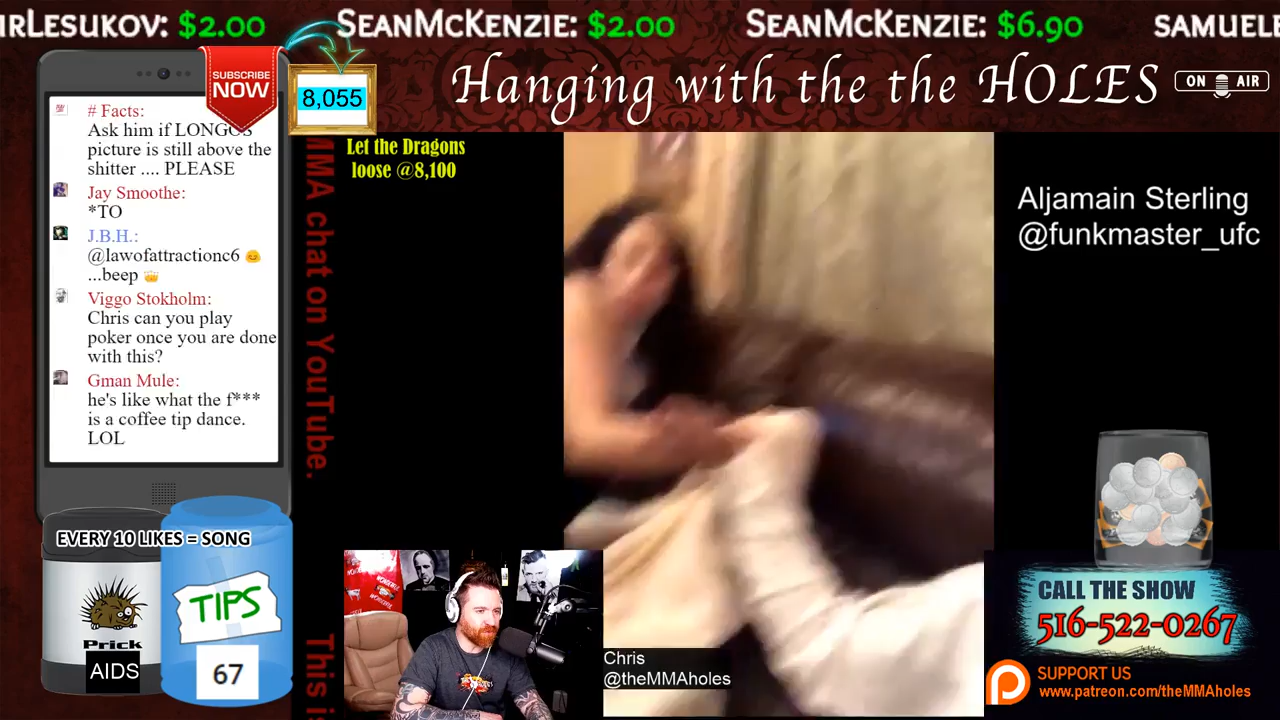 IRLESUKOV: $2.00 SEANMCKENZIE: $2.00 SEANMCKENZIE: $6.90 SAMUELE
SUBSCRIBE
NOW
8,055
Hanging with the the HOLES
ON AIR
# Facts:
Ask him if LONGOS
picture is still above the
shitter .... PLEASE
Jay Smoothe:
*TO
J.B.H.:
@lawofattractionc6
...beep
Viggo Stokholm:
Chris can you play
poker once you are done
with this?
Gman Mule:
he's like what the f***
is a coffee tip dance.
LOL
MMA chat on YouTube.
This i
Let the Dragons
loose @8,100
Aljamain Sterling
@funkmaster_ufc
EVERY 10 LIKES = SONG
Prick
AIDS
TIPS
67
Chris
@theMMAholes
CALL THE SHOW
516-522-0267
SUPPORT US
www.patreon.com/theMMAholes